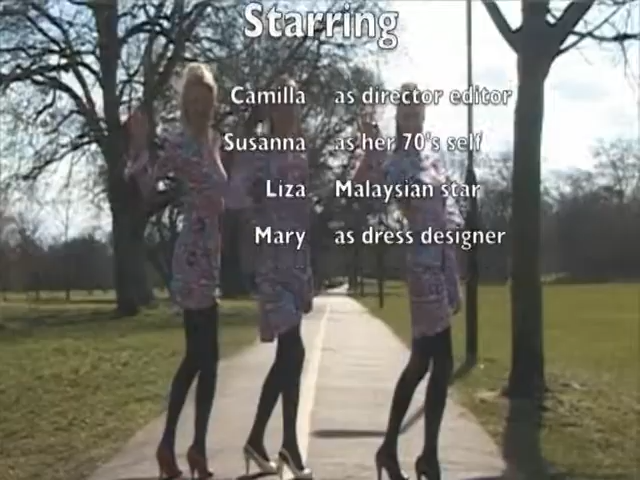 Starring
Camilla as director editor
Susanna as her 70's self
Liza Malaysian star
Mary as dress designer